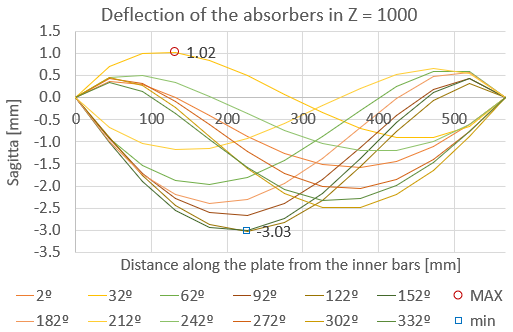 Deflection of the absorbers in Z = 1000
1.5
1.0
0.5
0.0
-0.5
-1.0
-1.5
-2.0
-2.5
-3.0
-3.5
Sagitta [mm]
1.02
0 100 200 300 400 500
-3.03
Distance along the plate from the inner bars [mm]
2º 32º 62º 92º 122º 152º MAX
182º 212º 242º 272º 302º 332º min